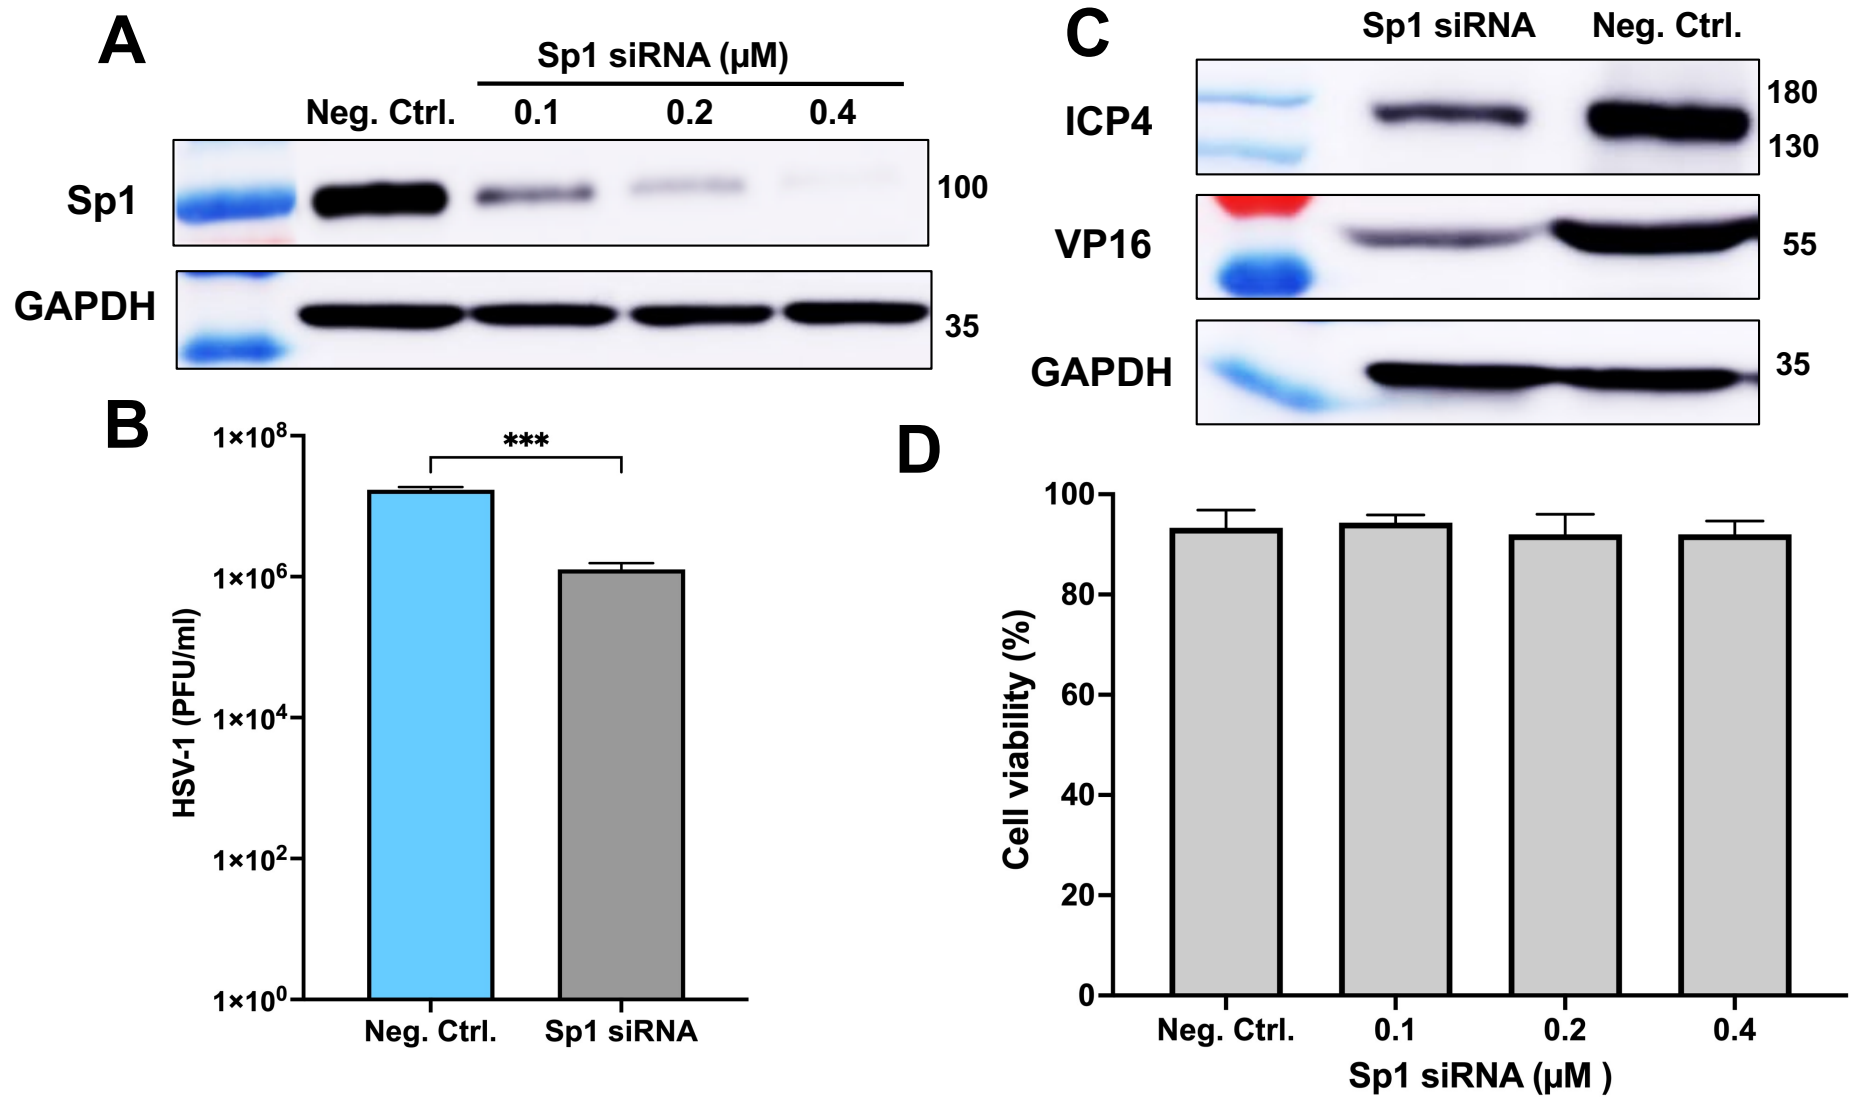 A
Sp1 siRNA (µM)
Neg. Ctrl. 0.1 0.2 0.4
Sp1 100
GAPDH 35
B
1×10⁸
***
1×10⁶
1×10⁴
1×10²
1×10⁰
HSV-1 (PFU/ml)
Neg. Ctrl. Sp1 siRNA
C
Sp1 siRNA Neg. Ctrl.
ICP4 180
130
VP16 55
GAPDH 35
D
100
80
60
40
20
0
Cell viability (%)
Neg. Ctrl. 0.1 0.2 0.4
Sp1 siRNA (µM )